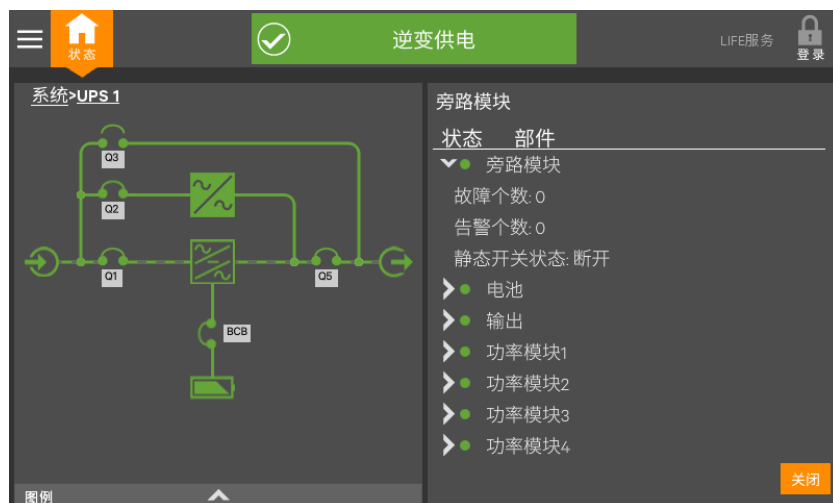 状态
逆变供电
LIFE服务
登录
系统>UPS 1
Q3
Q2
Q1
Q5
BCB
图例
旁路模块
状态 部件
旁路模块
故障个数: 0
告警个数: 0
静态开关状态: 断开
电池
输出
功率模块1
功率模块2
功率模块3
功率模块4
关闭